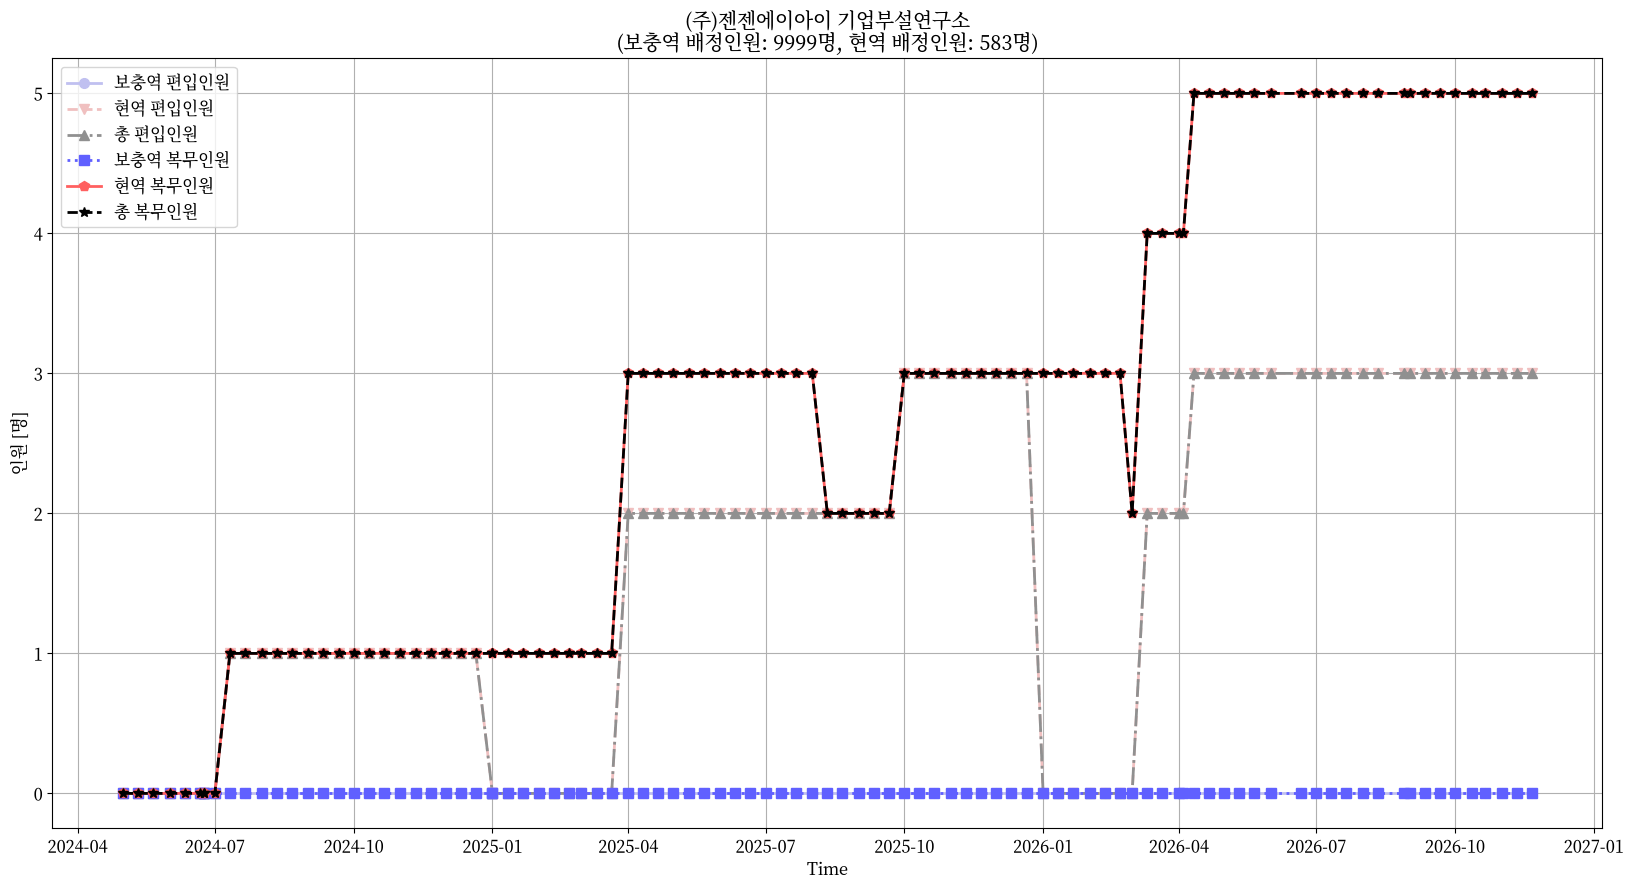 (주)젠젠에이아이 기업부설연구소
(보충역 배정인원: 9999명, 현역 배정인원: 583명)
보충역 편입인원
현역 편입인원
총 편입인원
보충역 복무인원
현역 복무인원
총 복무인원
인원 [명]
5
4
3
2
1
0
2024-04 2024-07 2024-10 2025-01 2025-04 2025-07 2025-10 2026-01 2026-04 2026-07 2026-10 2027-01
Time